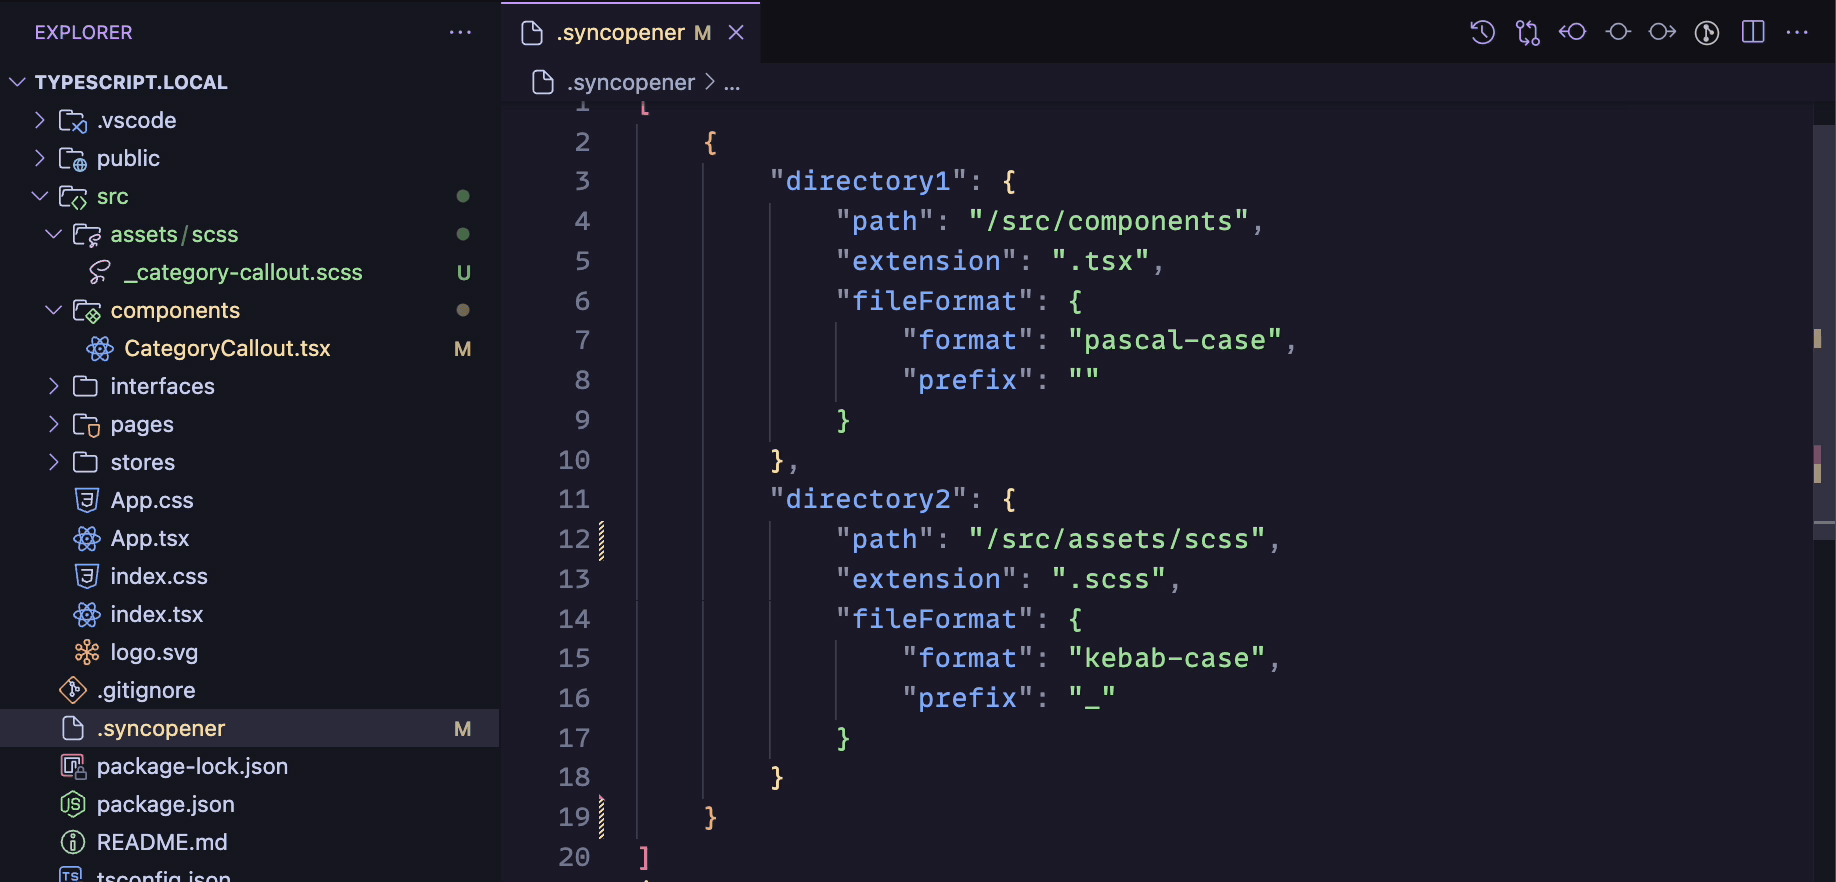 EXPLORER
TYPESCRIPT.LOCAL
.vscode
public
src
assets/scss
_category-callout.scss U
components
CategoryCallout.tsx M
interfaces
pages
stores
App.css
App.tsx
index.css
index.tsx
logo.svg
.gitignore
.syncopener M
package-lock.json
JS package.json
README.md
TS tsconfig.json
.syncopener M
.syncopener > ...
1 [
2 {
3 "directory1": {
4 "path": "/src/components",
5 "extension": ".tsx",
6 "fileFormat": {
7 "format": "pascal-case",
8 "prefix": ""
9 }
10 },
11 "directory2": {
12 "path": "/src/assets/scss",
13 "extension": ".scss",
14 "fileFormat": {
15 "format": "kebab-case",
16 "prefix": "_"
17 }
18 }
19 }
20 ]